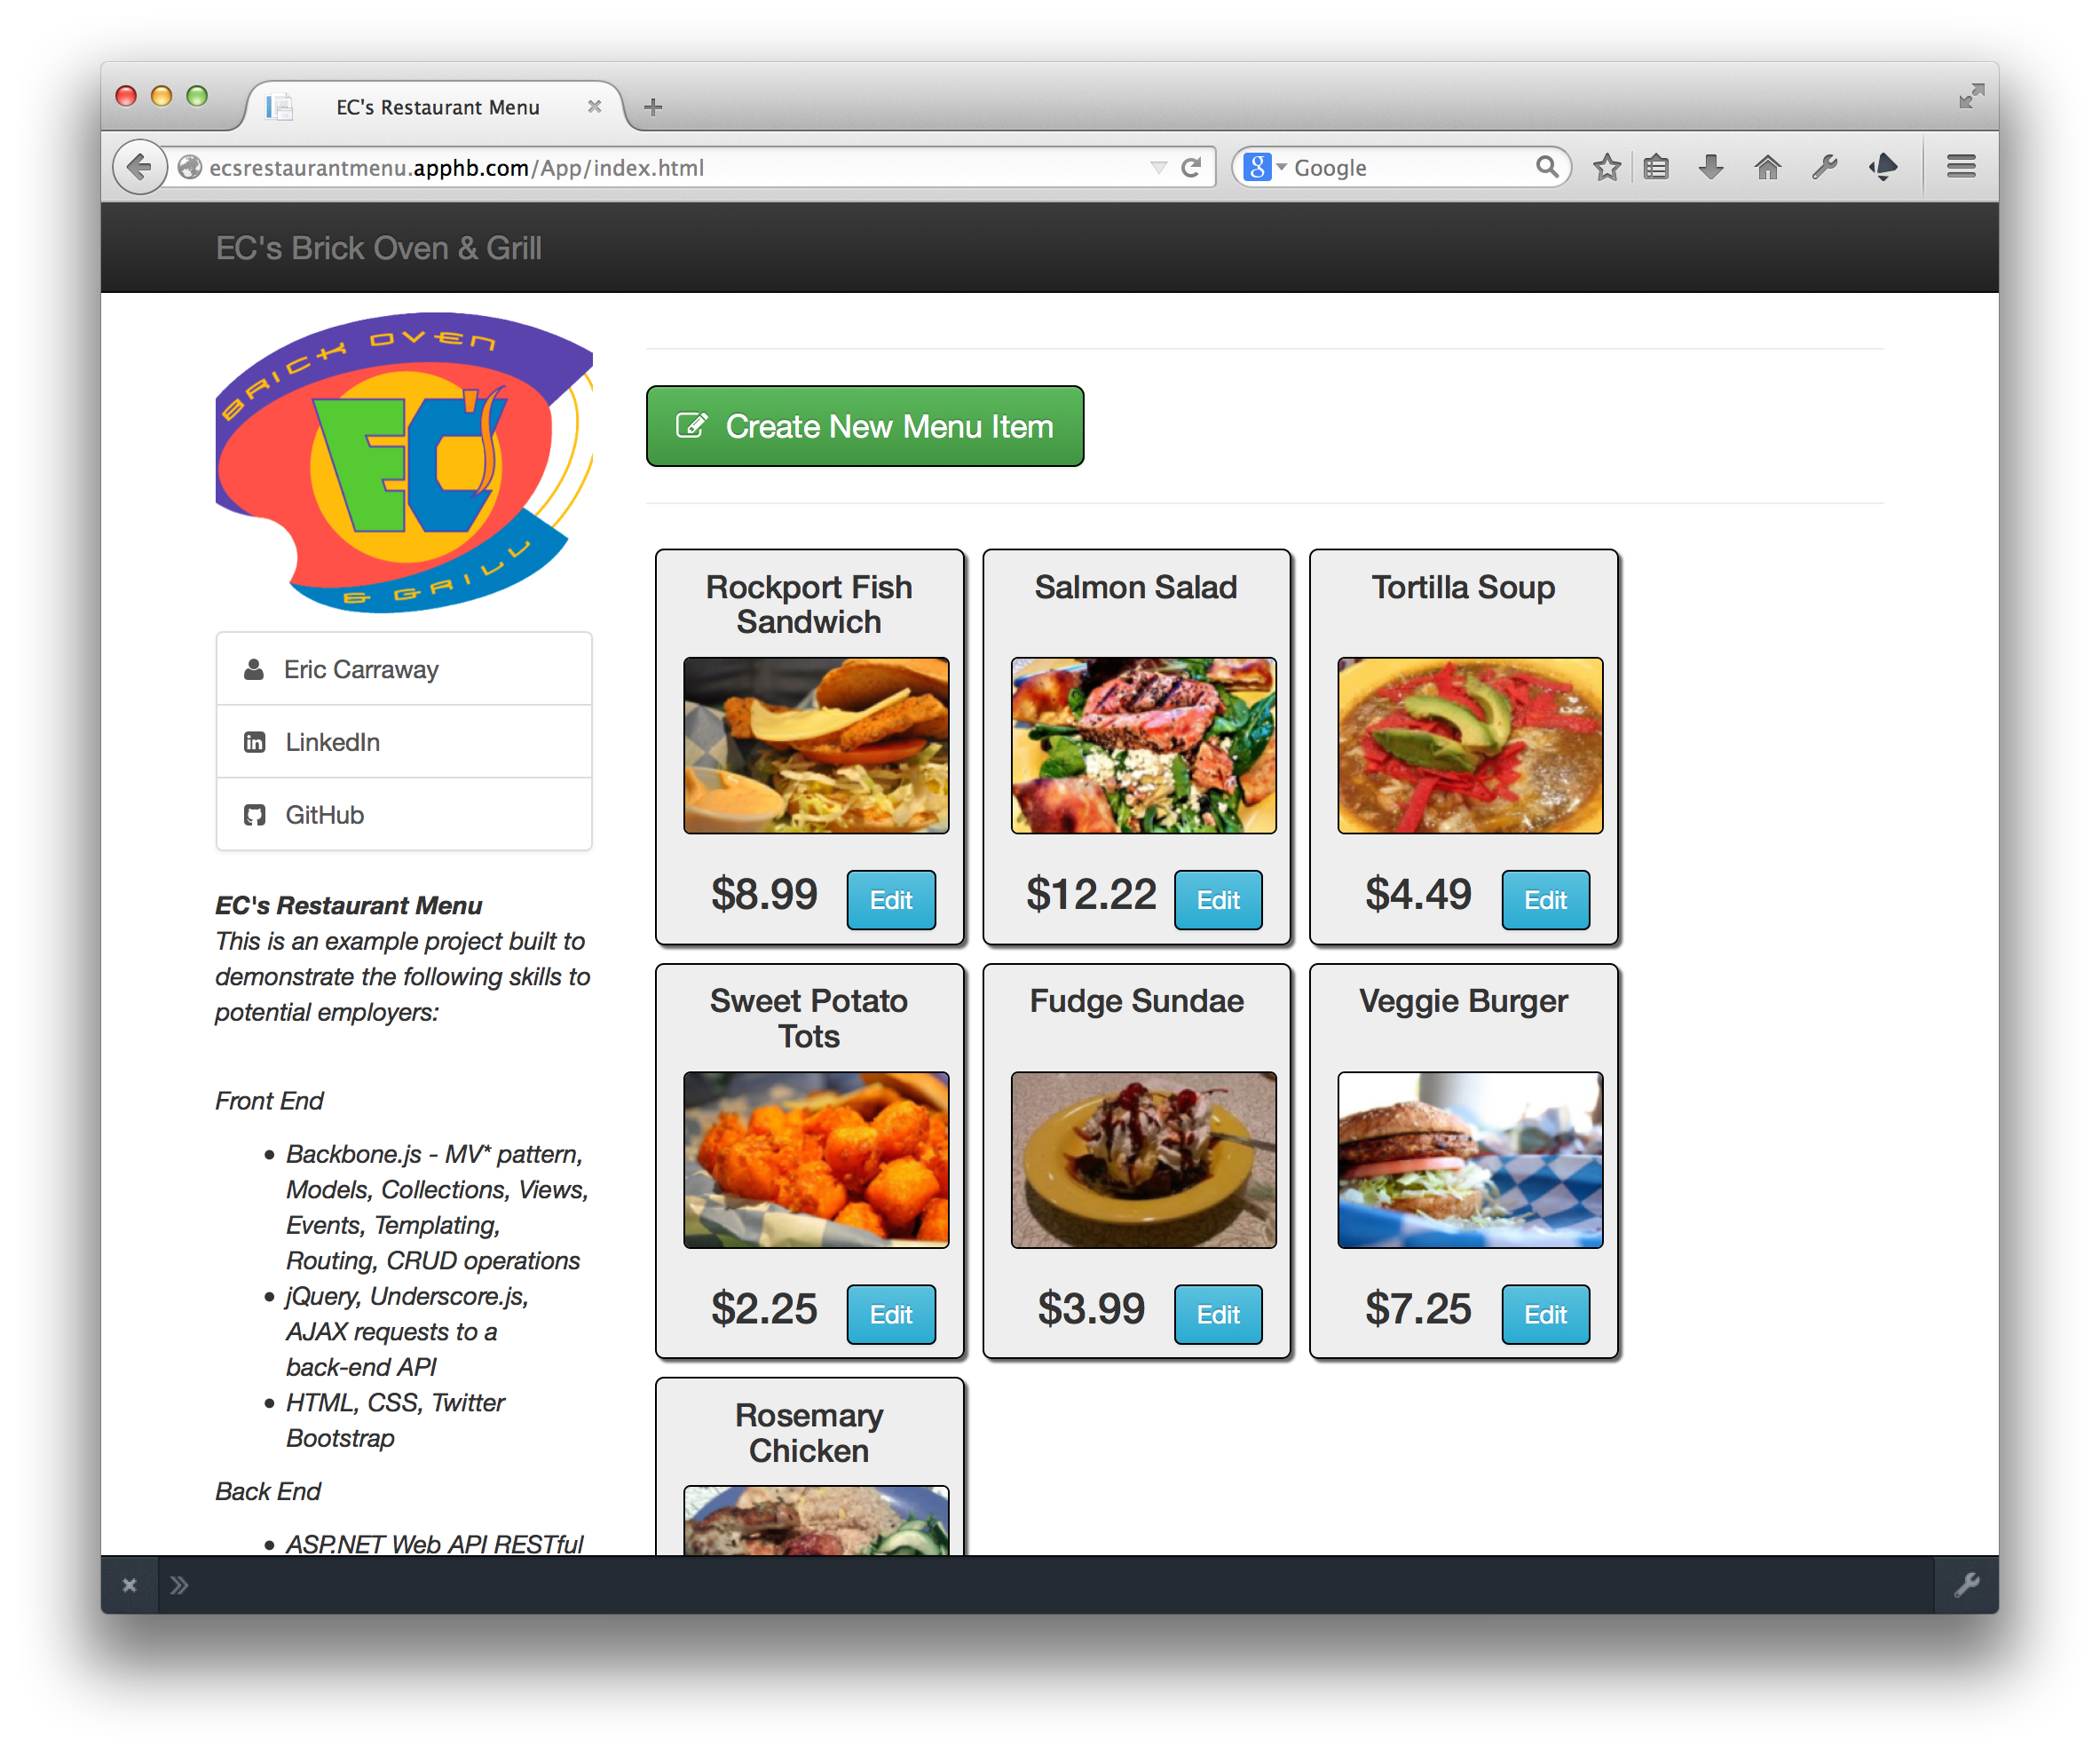 EC's Restaurant Menu
ecsrestaurantmenu.apphb.com/App/index.html
Google
EC's Brick Oven & Grill
BRICK OVEN
EC's
& GRILL
Eric Carraway
LinkedIn
GitHub
EC's Restaurant Menu
This is an example project built to
demonstrate the following skills to
potential employers:
Front End
Backbone.js - MV* pattern,
Models, Collections, Views,
Events, Templating,
Routing, CRUD operations
jQuery, Underscore.js,
AJAX requests to a
back-end API
HTML, CSS, Twitter
Bootstrap
Back End
ASP.NET Web API RESTful
Create New Menu Item
Rockport Fish
Sandwich
$8.99 Edit
Salmon Salad
$12.22 Edit
Tortilla Soup
$4.49 Edit
Sweet Potato
Tots
$2.25 Edit
Fudge Sundae
$3.99 Edit
Veggie Burger
$7.25 Edit
Rosemary
Chicken